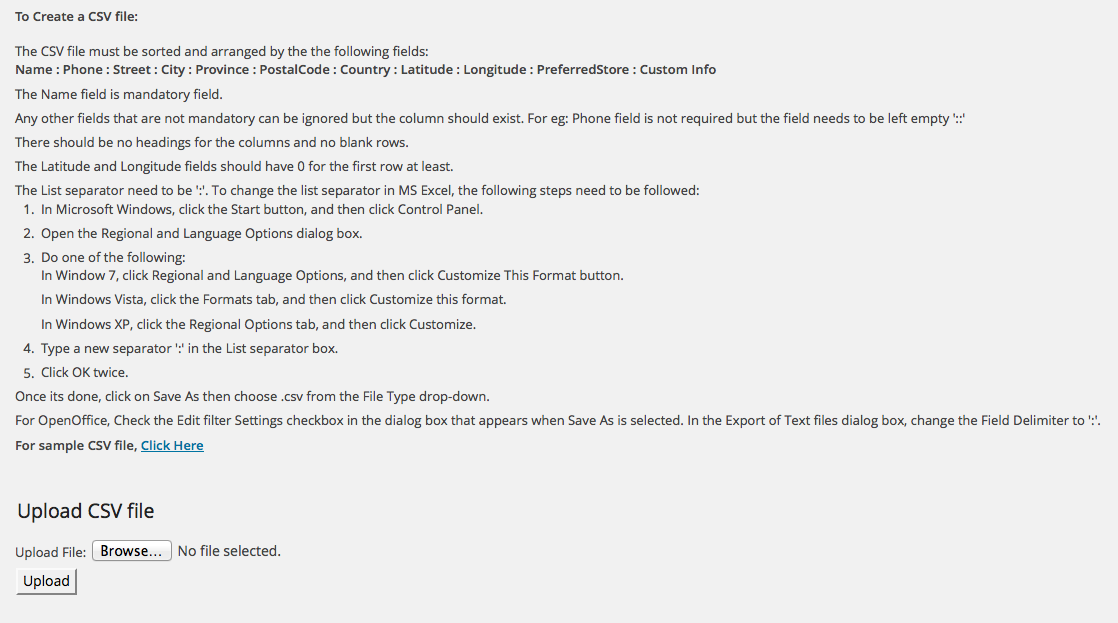 To Create a CSV file:
The CSV file must be sorted and arranged by the the following fields:
Name : Phone : Street : City : Province : PostalCode : Country : Latitude : Longitude : PreferredStore : Custom Info
The Name field is mandatory field.
Any other fields that are not mandatory can be ignored but the column should exist. For eg: Phone field is not required but the field needs to be left empty '::'
There should be no headings for the columns and no blank rows.
The Latitude and Longitude fields should have 0 for the first row at least.
The List separator need to be ':'. To change the list separator in MS Excel, the following steps need to be followed:
1. In Microsoft Windows, click the Start button, and then click Control Panel.
2. Open the Regional and Language Options dialog box.
3. Do one of the following:
In Window 7, click Regional and Language Options, and then click Customize This Format button.
In Windows Vista, click the Formats tab, and then click Customize this format.
In Windows XP, click the Regional Options tab, and then click Customize.
4. Type a new separator ':' in the List separator box.
5. Click OK twice.
Once its done, click on Save As then choose .csv from the File Type drop-down.
For OpenOffice, Check the Edit filter Settings checkbox in the dialog box that appears when Save As is selected. In the Export of Text files dialog box, change the Field Delimiter to ':'.
For sample CSV file, Click Here
Upload CSV file
Upload File: Browse... No file selected.
Upload